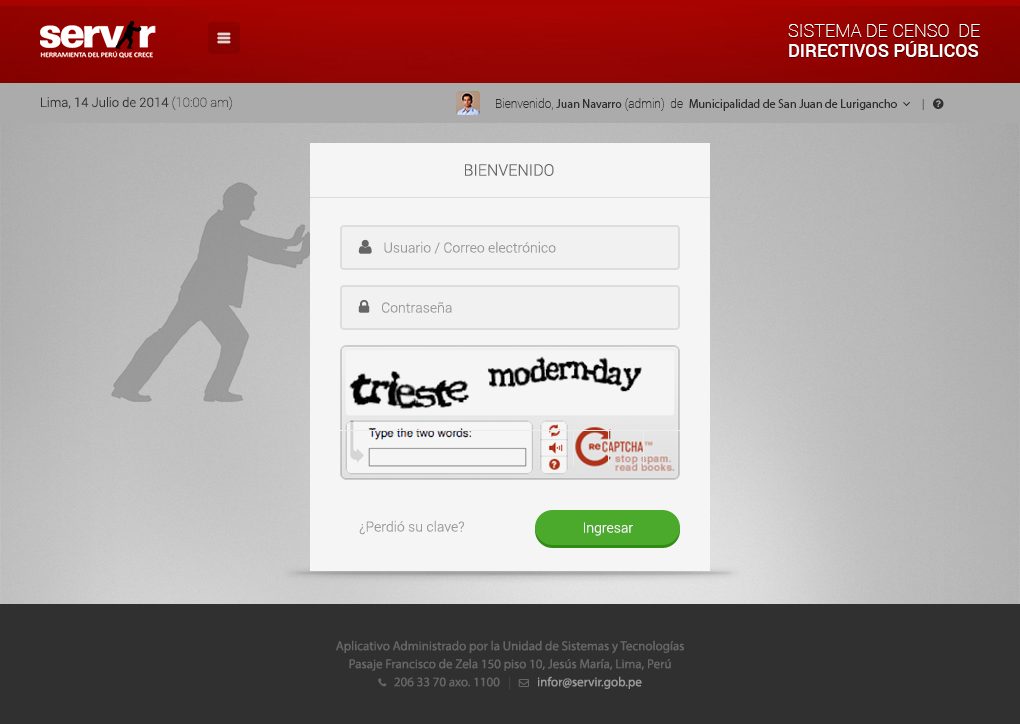 servir
HERRAMIENTA DEL PERÚ QUE CRECE
SISTEMA DE CENSO DE
DIRECTIVOS PÚBLICOS
Lima, 14 Julio de 2014 (10:00 am)
Bienvenido, Juan Navarro (admin) de Municipalidad de San Juan de Lurigancho |
BIENVENIDO
Usuario / Correo electrónico
Contraseña
trieste modern-day
Type the two words:
ReCAPTCHA™
stop spam.
read books.
¿Perdió su clave?
Ingresar
Aplicativo Administrado por la Unidad de Sistemas y Tecnologías
Pasaje Francisco de Zela 150 piso 10, Jesús María, Lima, Perú
206 33 70 axo. 1100 | infor@servir.gob.pe